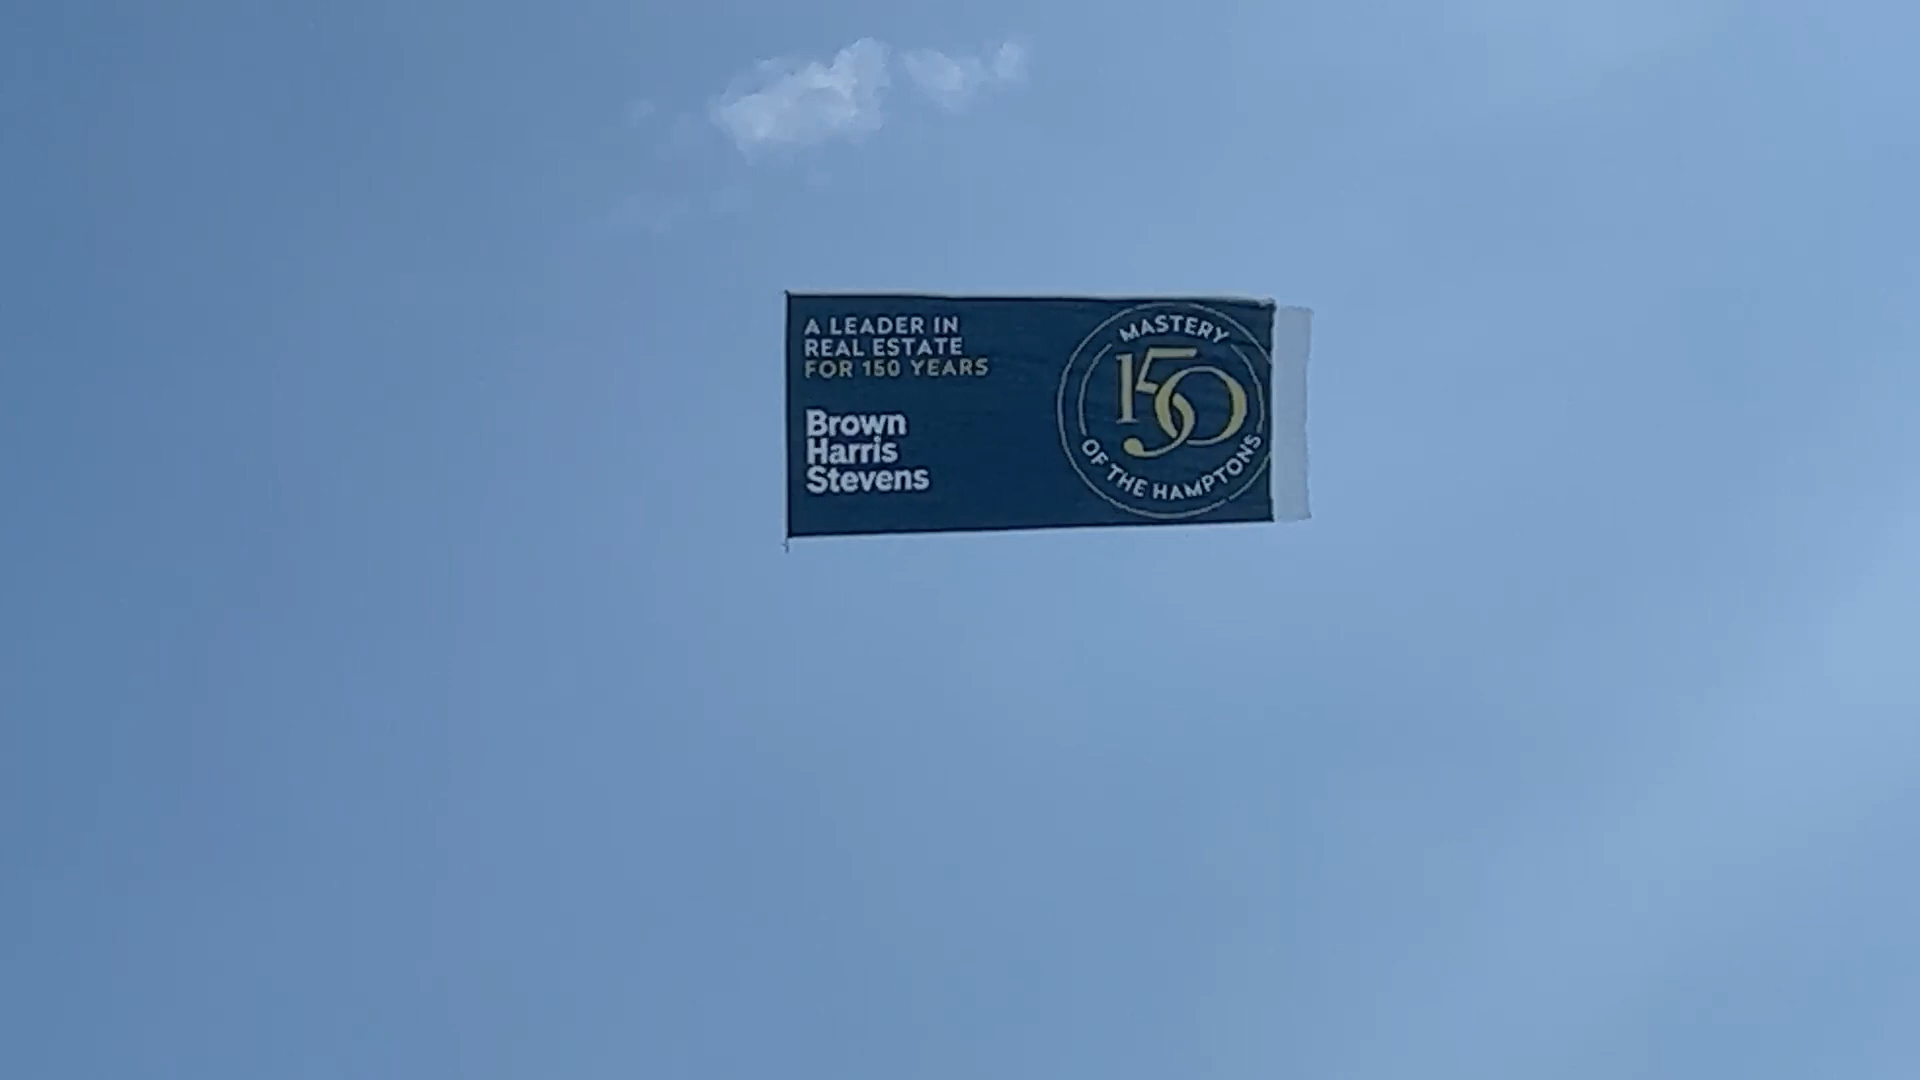 A LEADER IN
REAL ESTATE
FOR 150 YEARS
Brown
Harris
Stevens
MASTERY
150
OF THE HAMPTONS